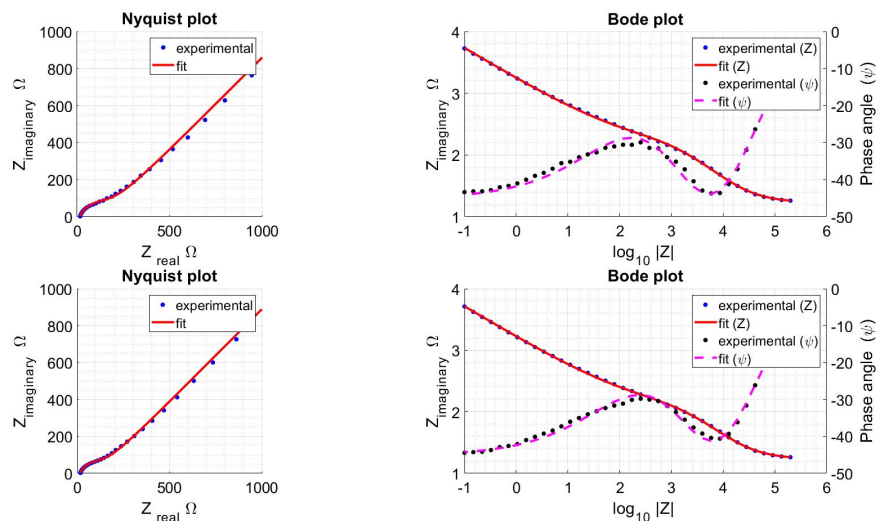 Nyquist plot
1000
800
600
400
200
0
Z imaginary Ω
experimental
fit
0
500
1000
Z real Ω
Bode plot
4
3
2
1
Z imaginary Ω
experimental (Z)
fit (Z)
experimental (ψ)
fit (ψ)
0
-10
-20
-30
-40
-50
Phase angle (ψ)
-1
0
1
2
3
4
5
6
log10 |Z|
Nyquist plot
1000
800
600
400
200
0
Z imaginary Ω
experimental
fit
0
500
1000
Z real Ω
Bode plot
4
3
2
1
Z imaginary Ω
experimental (Z)
fit (Z)
experimental (ψ)
fit (ψ)
0
-10
-20
-30
-40
-50
Phase angle (ψ)
-1
0
1
2
3
4
5
6
log10 |Z|